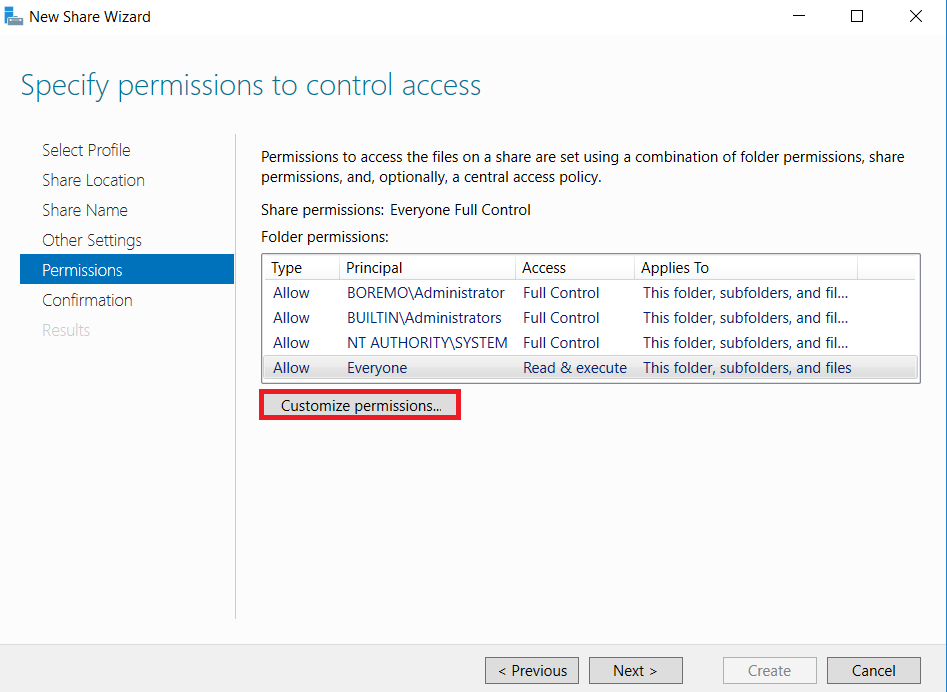 New Share Wizard
Specify permissions to control access
Select Profile
Share Location
Share Name
Other Settings
Permissions
Confirmation
Results
Permissions to access the files on a share are set using a combination of folder permissions, share
permissions, and, optionally, a central access policy.
Share permissions: Everyone Full Control
Folder permissions:
Type Principal Access Applies To
Allow BOREMO\Administrator Full Control This folder, subfolders, and fil...
Allow BUILTIN\Administrators Full Control This folder, subfolders, and fil...
Allow NT AUTHORITY\SYSTEM Full Control This folder, subfolders, and fil...
Allow Everyone Read & execute This folder, subfolders, and files
Customize permissions...
< Previous Next > Create Cancel